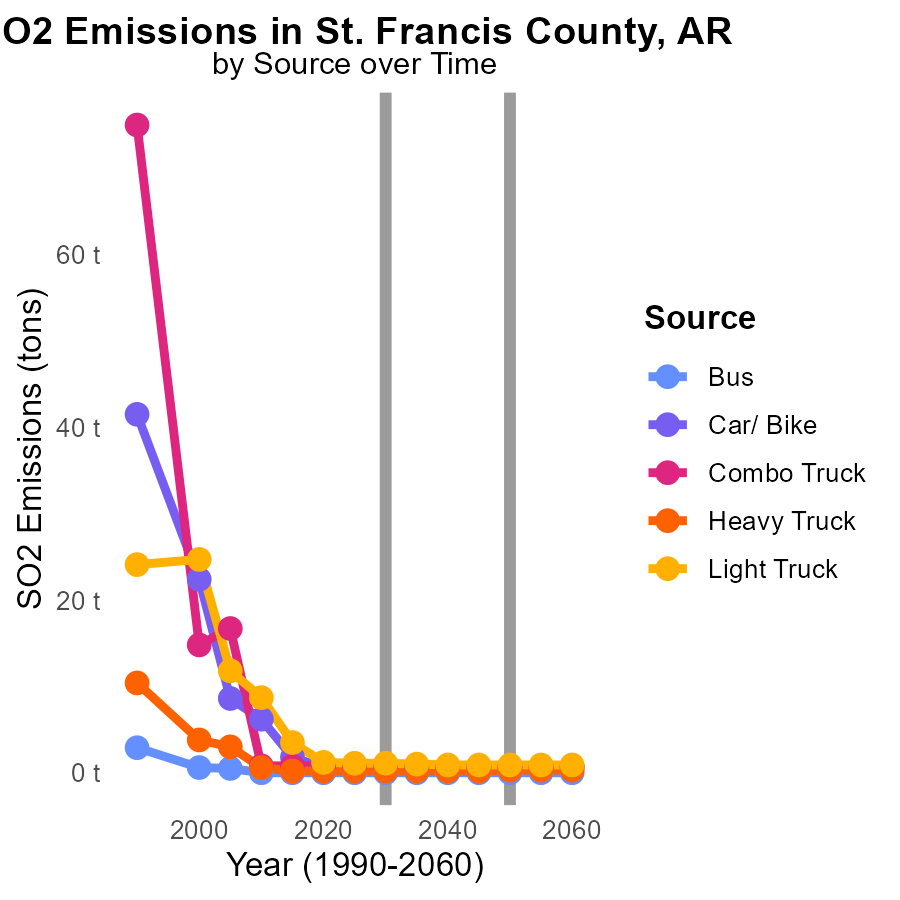 O2 Emissions in St. Francis County, AR
by Source over Time
SO2 Emissions (tons)
60 t
40 t
20 t
0 t
2000 2020 2040 2060
Year (1990-2060)
Source
Bus
Car/ Bike
Combo Truck
Heavy Truck
Light Truck